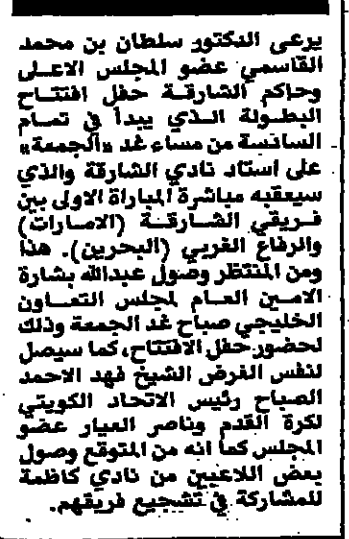 يرعى الدكتور سلطان بن محمد
القاسمي عضو المجلس الاعلى
وحاكم الشارقة حفل افتتاح
البطولة الذي يبدأ في تمام
السادسة من مساء غد «الجمعة»
على استاد نادي الشارقة والذي
سيعقبه مباشرة المباراة الاولى بين
فريقي الشارقة (الامارات)
والرفاع الغربي (البحرين). هذا
ومن المنتظر وصول عبدالله بشارة
الامين العام لمجلس التعاون
الخليجي صباح غد الجمعة وذلك
لحضور حفل الافتتاح، كما سيصل
لنفس الغرض الشيخ فهد الاحمد
الصباح رئيس الاتحاد الكويتي
لكرة القدم وناصر العيار عضو
المجلس كما انه من المتوقع وصول
بعض اللاعبين من نادي كاظمة
للمشاركة في تشجيع فريقهم.